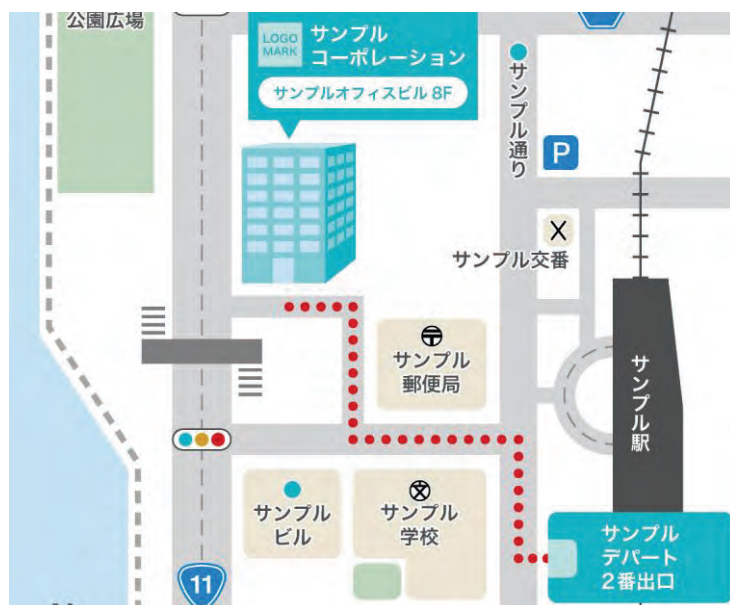 公園広場
LOGO
MARK
サンプル
コーポレーション
サンプルオフィスビル 8F
サンプル通り
P
サンプル交番
サンプル
郵便局
サンプル駅
サンプル
ビル
サンプル
学校
サンプル
デパート
2番出口
11